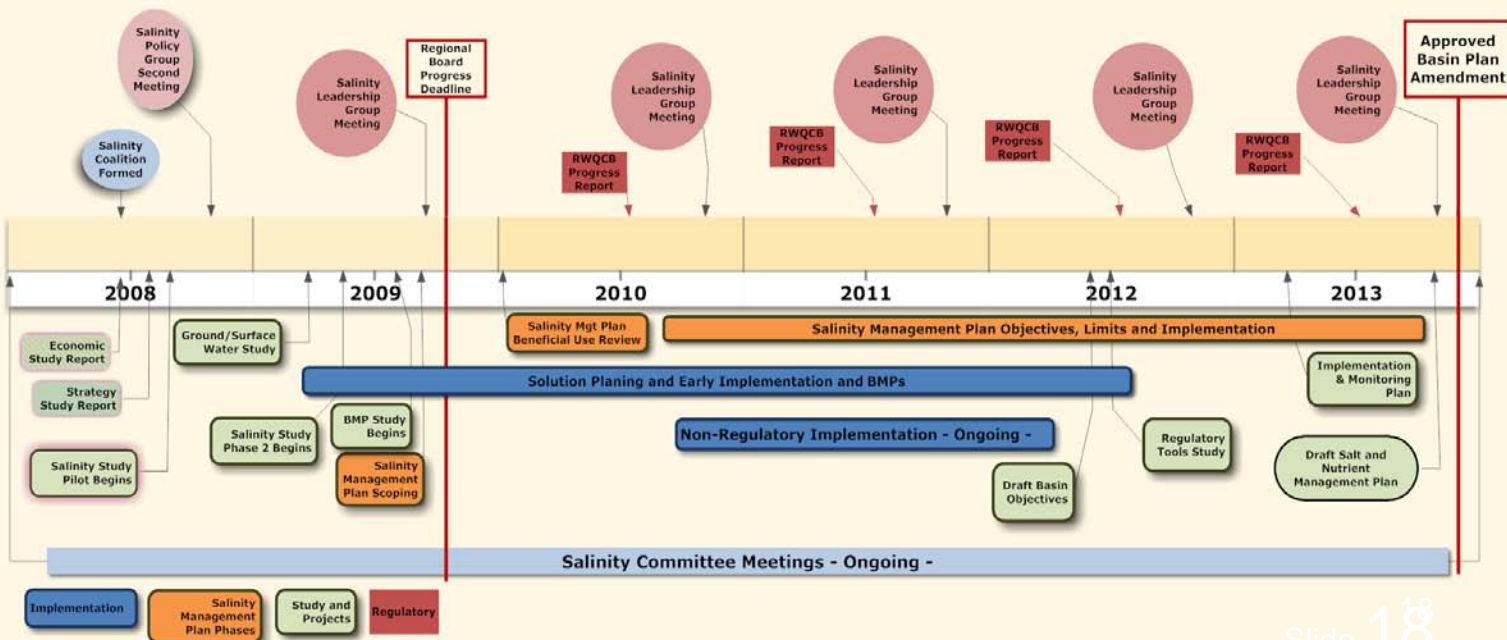 Salinity
Policy
Group
Second
Meeting
Salinity
Coalition
Formed
Salinity
Leadership
Group
Meeting
Regional
Board
Progress
Deadline
Salinity
Leadership
Group
Meeting
RWQCB
Progress
Report
Salinity
Leadership
Group
Meeting
RWQCB
Progress
Report
Salinity
Leadership
Group
Meeting
RWQCB
Progress
Report
Salinity
Leadership
Group
Meeting
RWQCB
Progress
Report
Approved
Basin Plan
Amendment
2008
2009
2010
2011
2012
2013
Economic
Study Report
Strategy
Study Report
Salinity Study
Pilot Begins
Ground/Surface
Water Study
Salinity Study
Phase 2 Begins
BMP Study
Begins
Salinity
Management
Plan Scoping
Salinity Mgt Plan
Beneficial Use Review
Salinity Management Plan Objectives, Limits and Implementation
Solution Planing and Early Implementation and BMPs
Non-Regulatory Implementation - Ongoing -
Draft Basin
Objectives
Regulatory
Tools Study
Implementation
& Monitoring
Plan
Draft Salt and
Nutrient
Management Plan
Salinity Committee Meetings - Ongoing -
Implementation
Salinity
Management
Plan Phases
Study and
Projects
Regulatory
Slide 18
18